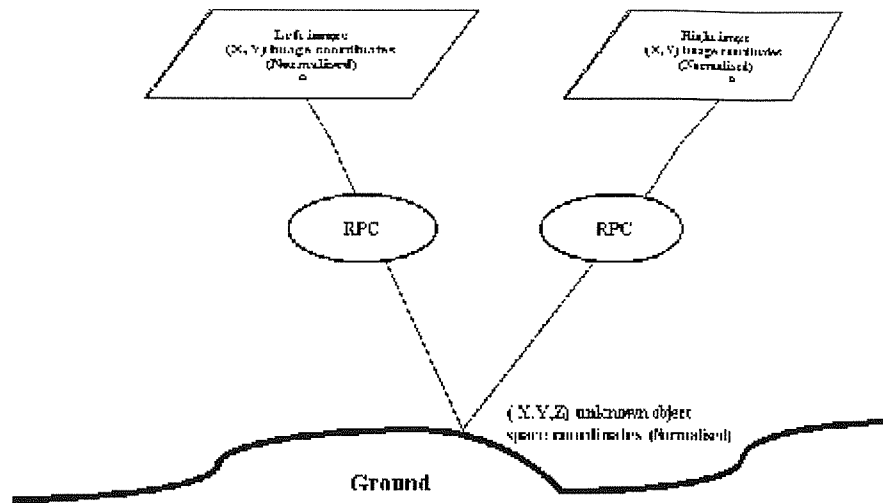 Left image
(X, Y) Image coordinates
(Normalised)
Right image
(X, Y) Image coordinates
(Normalised)
RPC
RPC
(X,Y,Z) unknown object
space coordinates (Normalised)
Ground